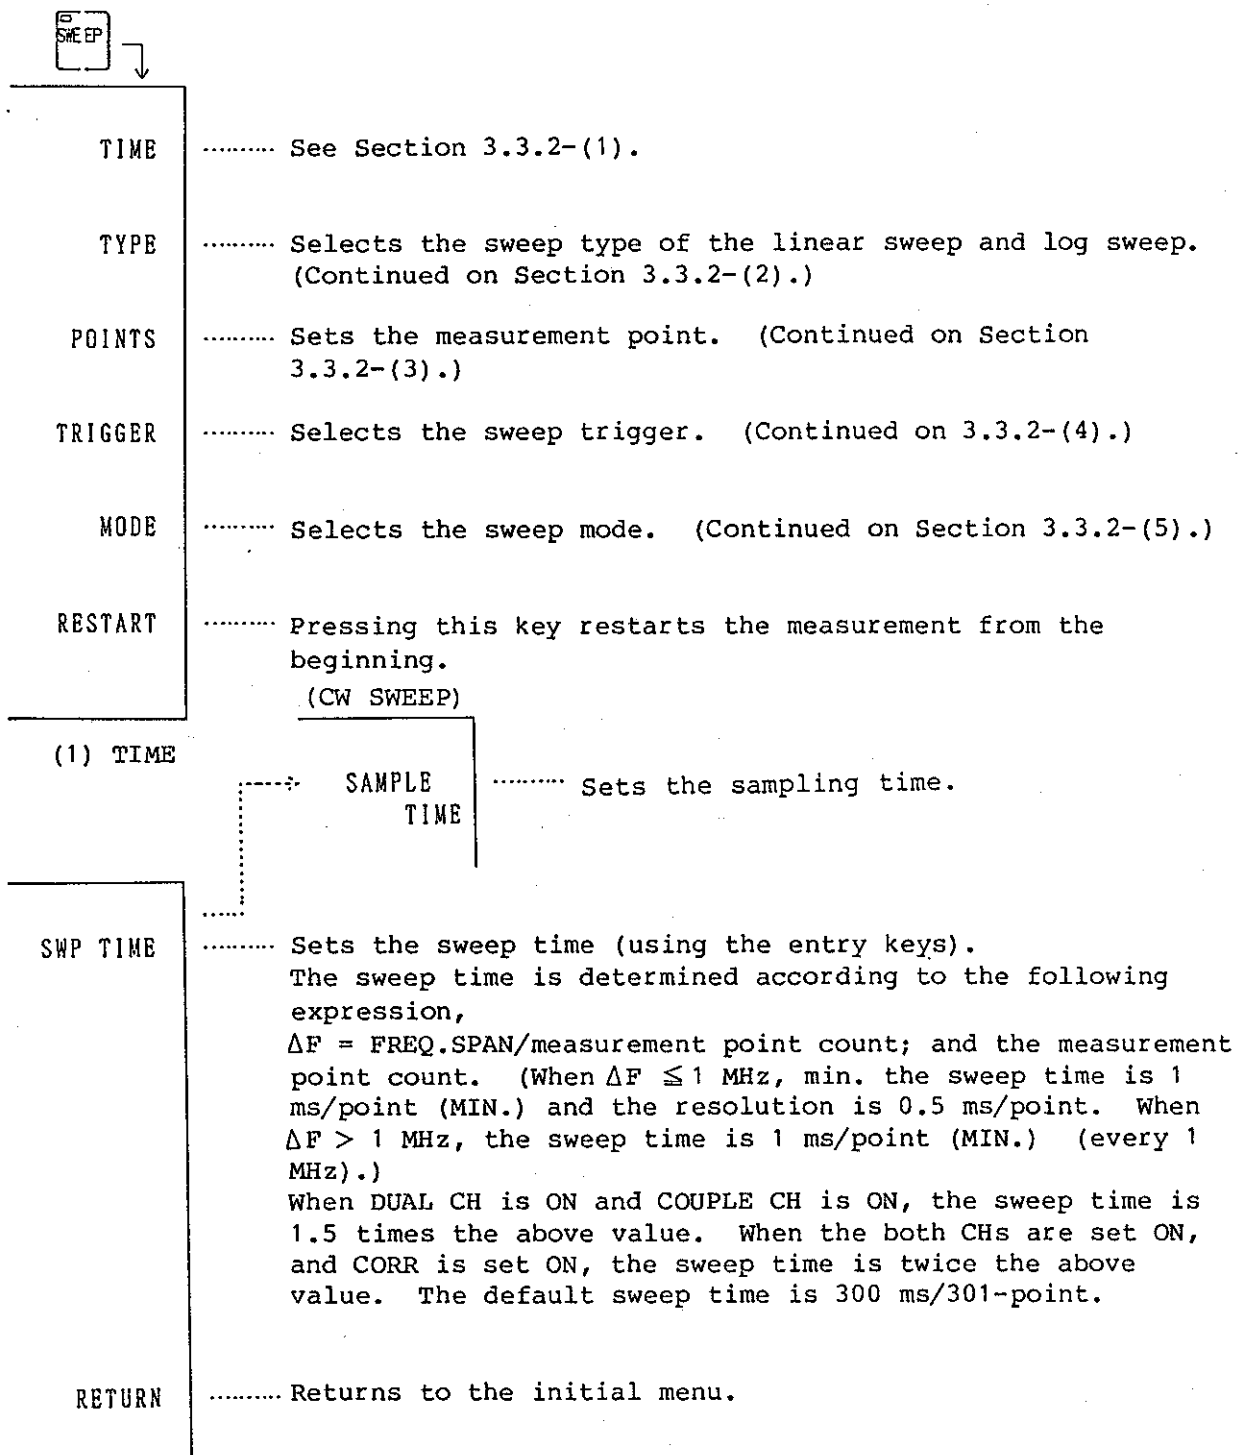 SWEEP
TIME ·········· See Section 3.3.2-(1).
TYPE ·········· Selects the sweep type of the linear sweep and log sweep.
(Continued on Section 3.3.2-(2).)
POINTS ·········· Sets the measurement point. (Continued on Section
3.3.2-(3).)
TRIGGER ·········· Selects the sweep trigger. (Continued on 3.3.2-(4).)
MODE ·········· Selects the sweep mode. (Continued on Section 3.3.2-(5).)
RESTART ·········· Pressing this key restarts the measurement from the
beginning.
(CW SWEEP)
(1) TIME
SAMPLE ·········· Sets the sampling time.
TIME
SWP TIME ·········· Sets the sweep time (using the entry keys).
The sweep time is determined according to the following
expression,
ΔF = FREQ.SPAN/measurement point count; and the measurement
point count. (When ΔF ≦ 1 MHz, min. the sweep time is 1
ms/point (MIN.) and the resolution is 0.5 ms/point. When
ΔF > 1 MHz, the sweep time is 1 ms/point (MIN.) (every 1
MHz).)
When DUAL CH is ON and COUPLE CH is ON, the sweep time is
1.5 times the above value. When the both CHs are set ON,
and CORR is set ON, the sweep time is twice the above
value. The default sweep time is 300 ms/301-point.
RETURN ·········· Returns to the initial menu.